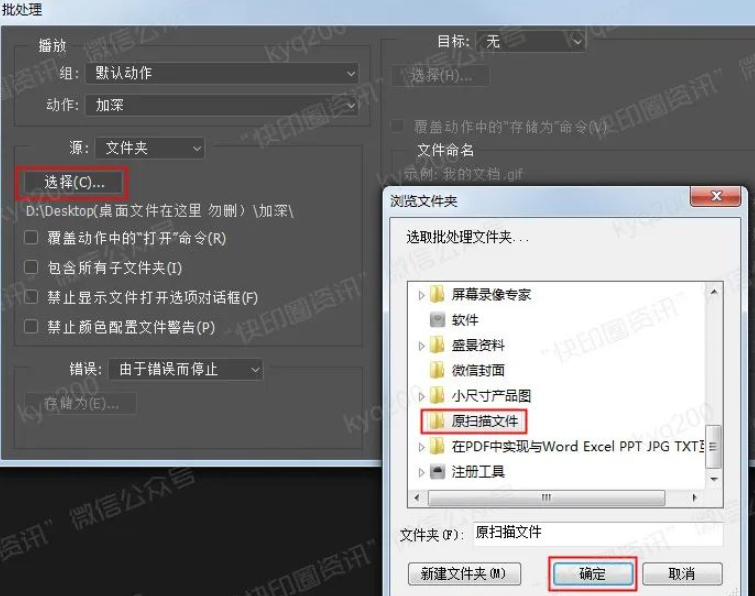 批处理
播放
组: 默认动作
动作: 加深
源: 文件夹
选择(C)...
D:\Desktop(桌面文件在这里 勿删）\加深\
覆盖动作中的“打开”命令(R)
包含所有子文件夹(I)
禁止显示文件打开选项对话框(F)
禁止颜色配置文件警告(P)
错误: 由于错误而停止
存储为(E)...
目标: 无
选择(H)...
覆盖动作中的“存储为”命令(V)
文件命名
示例: 我的文档.gif
浏览文件夹
选取批处理文件夹...
屏幕录像专家
软件
盛景资料
微信封面
小尺寸产品图
原扫描文件
在PDF中实现与Word Excel PPT JPG TXT
注册工具
文件夹(F): 原扫描文件
新建文件夹(M)
确定
取消
微信公众号
“快印圈资讯”
kyq200